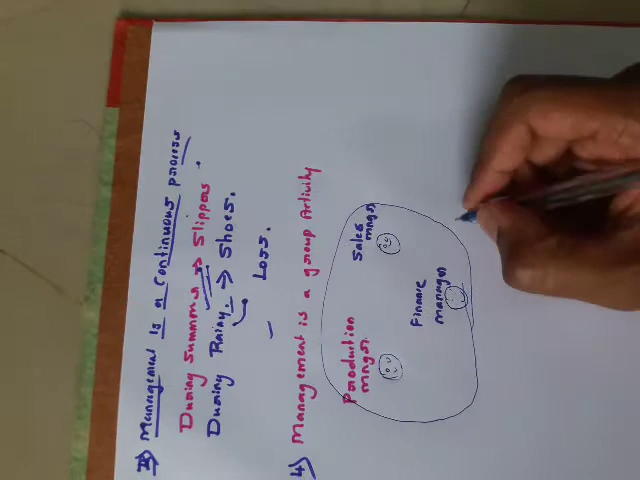 3) Management is a continuous process
During summer → Slippers.
During Rainy. → Shoes.
– Loss.
4) Management is a group Activity
Production mngr.
Sales mngr
Finance manager